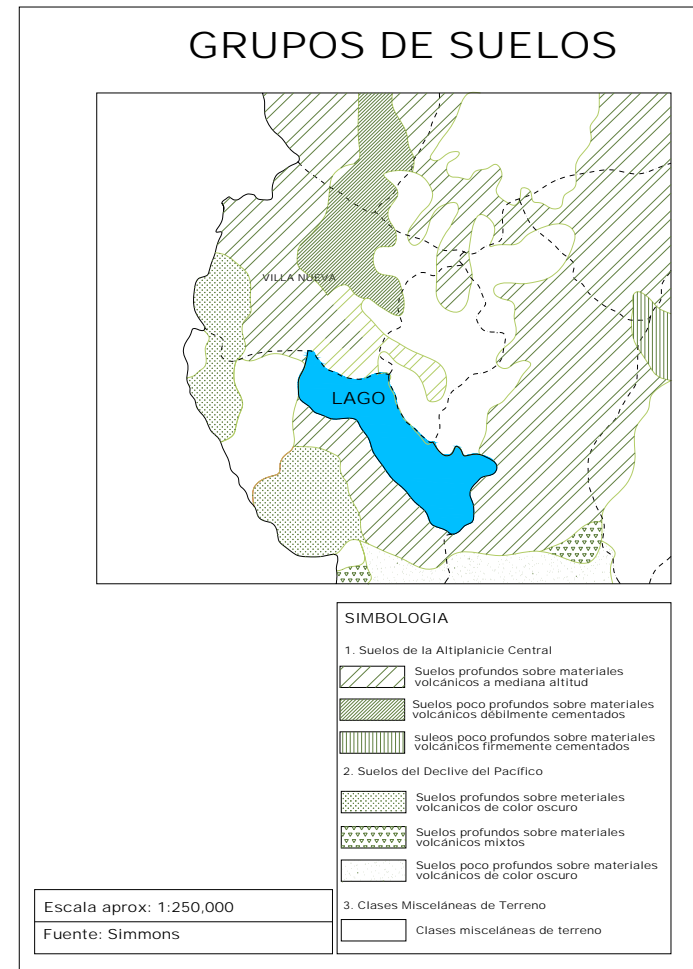 GRUPOS DE SUELOS
VILLA NUEVA
LAGO
SIMBOLOGIA
1. Suelos de la Altiplanicie Central
Suelos profundos sobre materiales
volcánicos a mediana altitud
Suelos poco profundos sobre materiales
volcánicos débilmente cementados
suleos poco profundos sobre materiales
volcánicos firmemente cementados
2. Suelos del Declive del Pacífico
Suelos profundos sobre meteriales
volcanicos de color oscuro
Suelos profundos sobre materiales
volcánicos mixtos
Suelos poco profundos sobre materiales
volcánicos de color oscuro
3. Clases Misceláneas de Terreno
Clases misceláneas de terreno
Escala aprox: 1:250,000
Fuente: Simmons